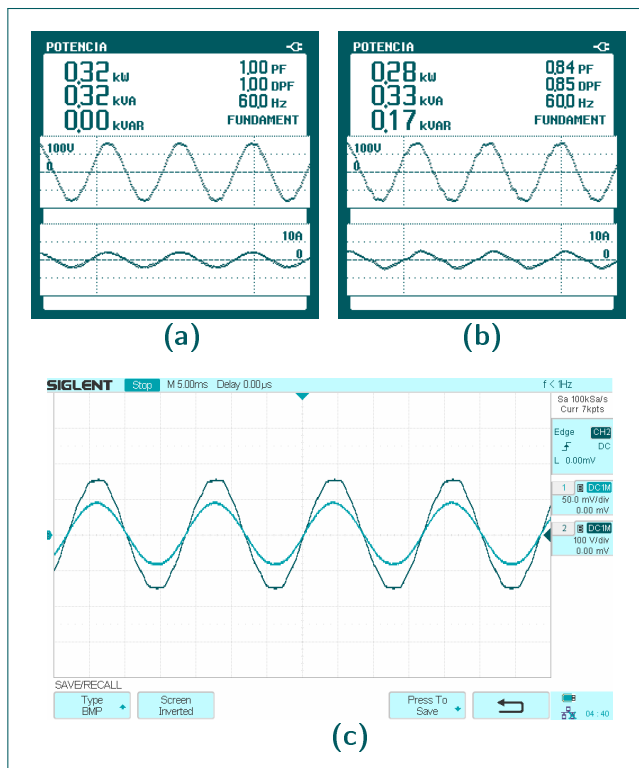 POTENCIA
0.32 kW
0.32 kVA
0.00 kVAR
1.00 PF
1.00 DPF
60.0 Hz
FUNDAMENT
100V
0
10A
0
(a)
POTENCIA
0.28 kW
0.33 kVA
0.17 kVAR
0.84 PF
0.85 DPF
60.0 Hz
FUNDAMENT
100V
0
10A
0
(b)
SIGLENT Stop M 5.00ms Delay 0.00µs f < 1Hz
Sa 100kSa/s
Curr 7kpts
Edge CH2
DC
L 0.00mV
1 DC1M
50.0 mV/div
0.00 mV
2 DC1M
100 V/div
0.00 mV
SAVE/RECALL
Type
BMP
Screen
Inverted
Press To
Save
04 : 40
(c)